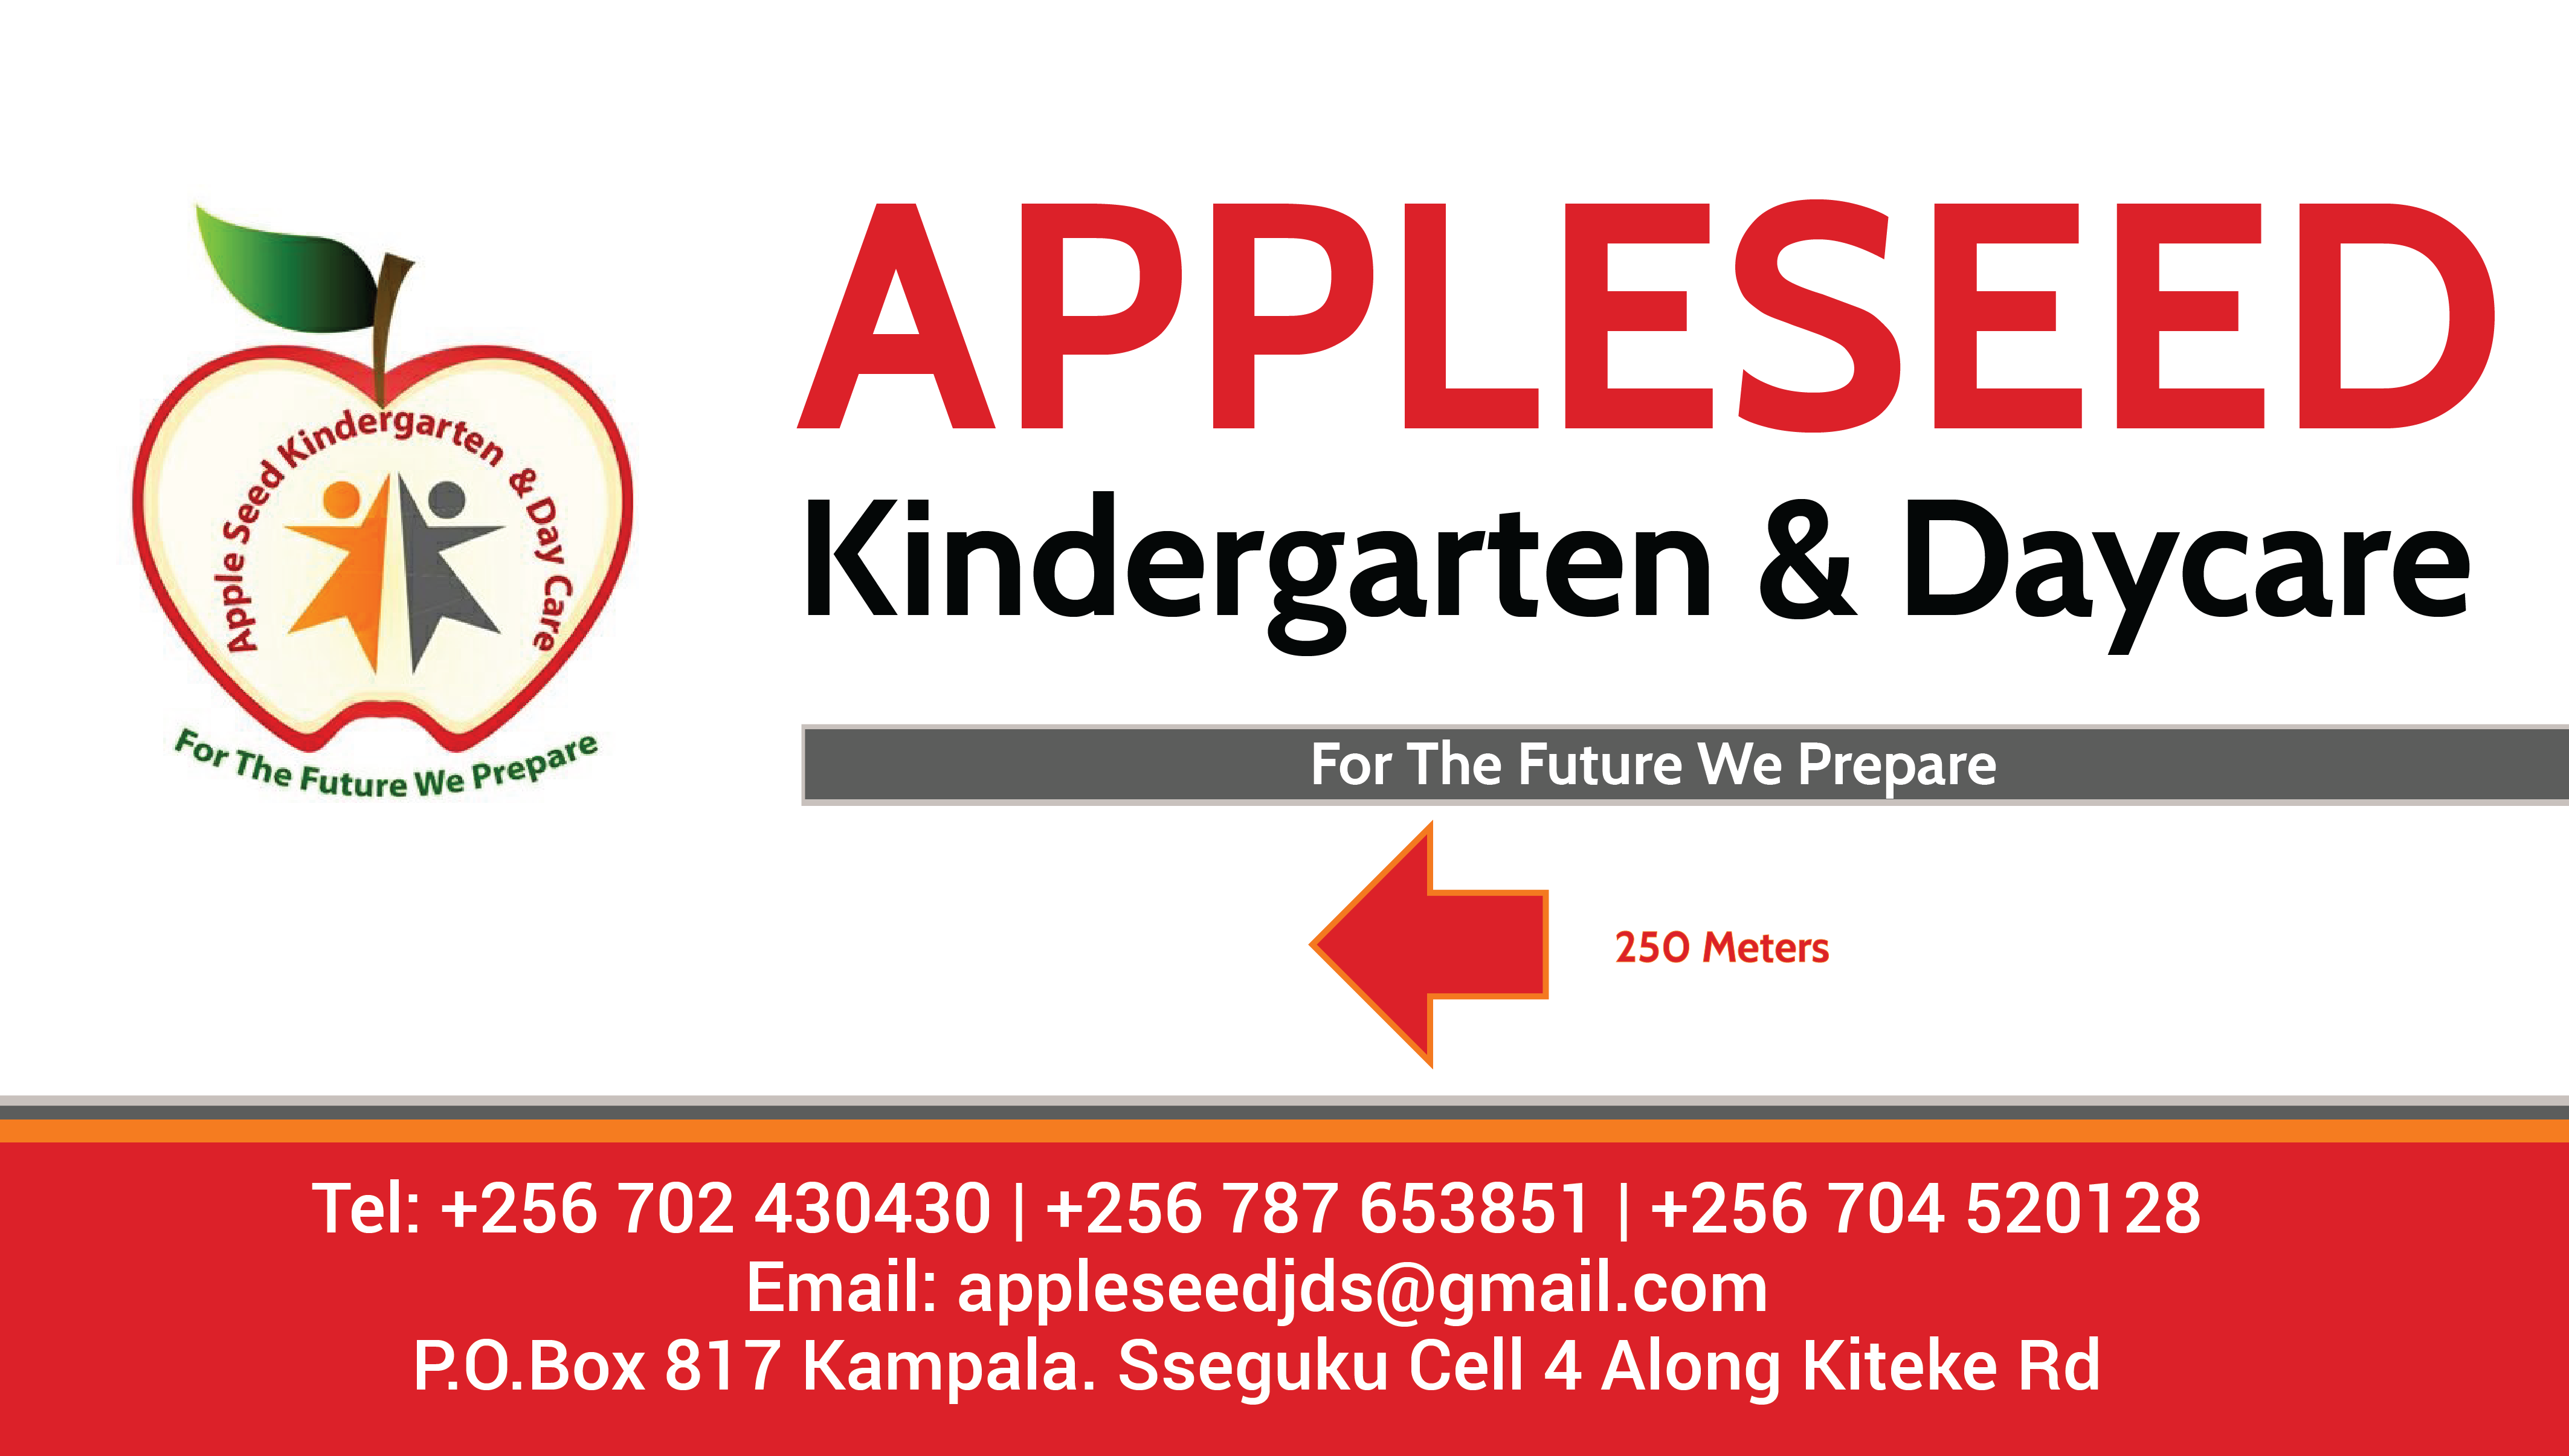 Apple Seed Kindergarten & Day Care
For The Future We Prepare
APPLESEED
Kindergarten & Daycare
For The Future We Prepare
250 Meters
Tel: +256 702 430430 | +256 787 653851 | +256 704 520128
Email: appleseedjds@gmail.com
P.O.Box 817 Kampala. Sseguku Cell 4 Along Kiteke Rd